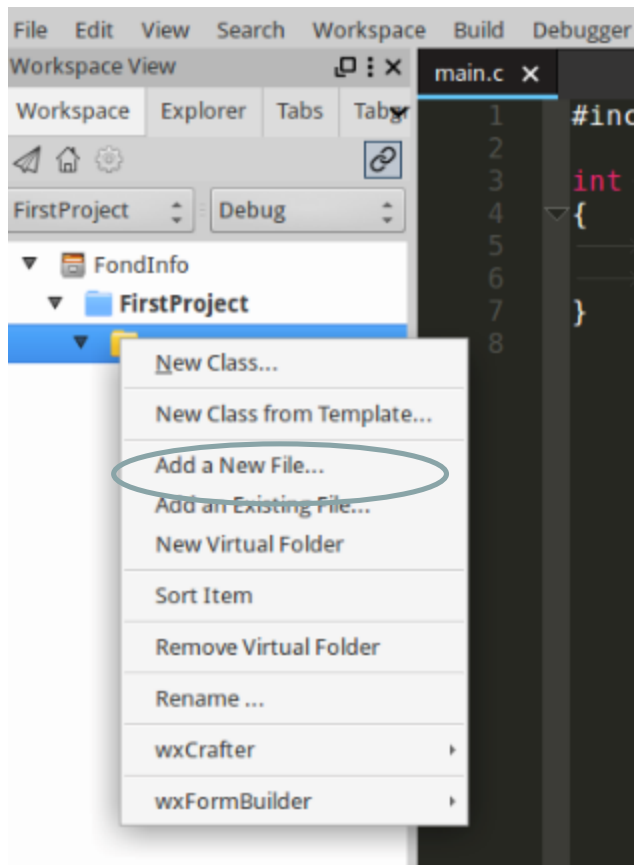 File Edit View Search Workspace Build Debugger
Workspace View
main.c
Workspace Explorer Tabs
FirstProject Debug
FondInfo
FirstProject
New Class...
New Class from Template...
Add a New File...
Add an Existing File...
New Virtual Folder
Sort Item
Remove Virtual Folder
Rename ...
wxCrafter
wxFormBuilder
1 #inc
2
3 int
4 {
5
6
7 }
8